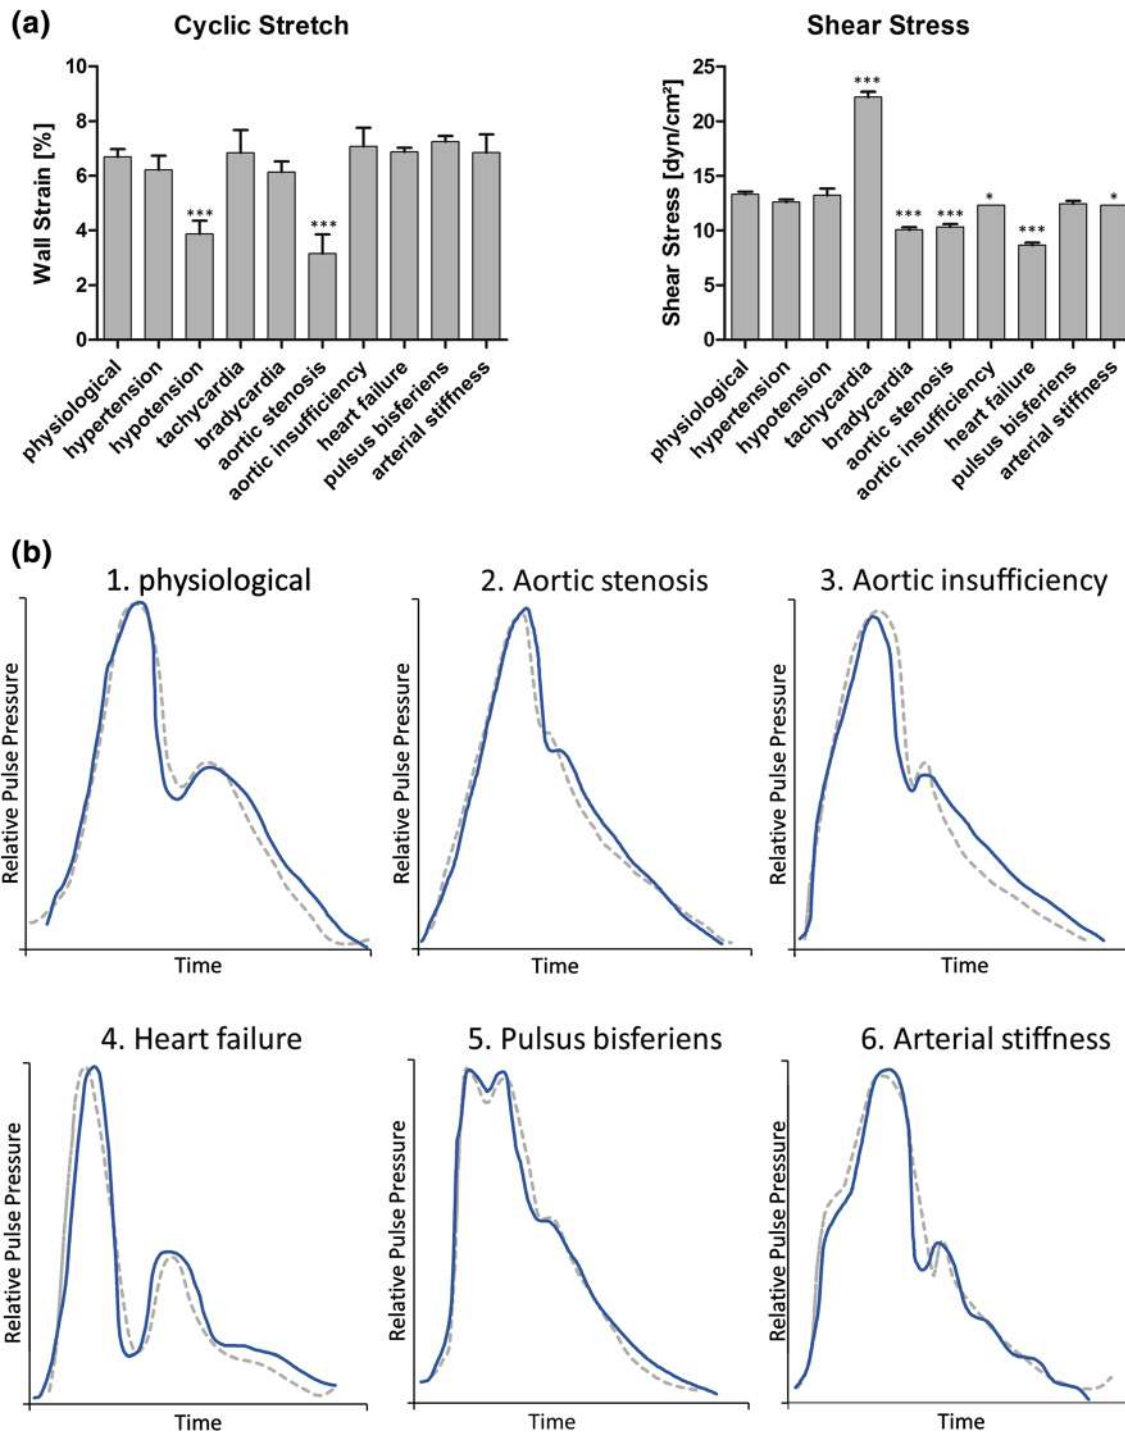 (a)
Cyclic Stretch
Shear Stress
Wall Strain [%]
10
8
6
4
2
0
***
***
physiological
hypertension
hypotension
tachycardia
bradycardia
aortic stenosis
aortic insufficiency
heart failure
pulsus bisferiens
arterial stiffness
Shear Stress [dyn/cm²]
25
20
15
10
5
0
***
***
***
*
***
*
physiological
hypertension
hypotension
tachycardia
bradycardia
aortic stenosis
aortic insufficiency
heart failure
pulsus bisferiens
arterial stiffness
(b)
1. physiological
Relative Pulse Pressure
Time
2. Aortic stenosis
Relative Pulse Pressure
Time
3. Aortic insufficiency
Relative Pulse Pressure
Time
4. Heart failure
Relative Pulse Pressure
Time
5. Pulsus bisferiens
Relative Pulse Pressure
Time
6. Arterial stiffness
Relative Pulse Pressure
Time